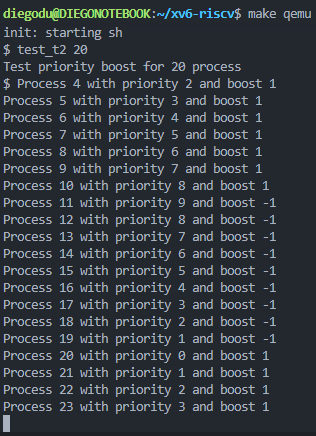 diegodu@DIEGONOTEBOOK:~/xv6-riscv$ make qemu
init: starting sh
$ test_t2 20
Test priority boost for 20 process
$ Process 4 with priority 2 and boost 1
Process 5 with priority 3 and boost 1
Process 6 with priority 4 and boost 1
Process 7 with priority 5 and boost 1
Process 8 with priority 6 and boost 1
Process 9 with priority 7 and boost 1
Process 10 with priority 8 and boost 1
Process 11 with priority 9 and boost -1
Process 12 with priority 8 and boost -1
Process 13 with priority 7 and boost -1
Process 14 with priority 6 and boost -1
Process 15 with priority 5 and boost -1
Process 16 with priority 4 and boost -1
Process 17 with priority 3 and boost -1
Process 18 with priority 2 and boost -1
Process 19 with priority 1 and boost -1
Process 20 with priority 0 and boost 1
Process 21 with priority 1 and boost 1
Process 22 with priority 2 and boost 1
Process 23 with priority 3 and boost 1